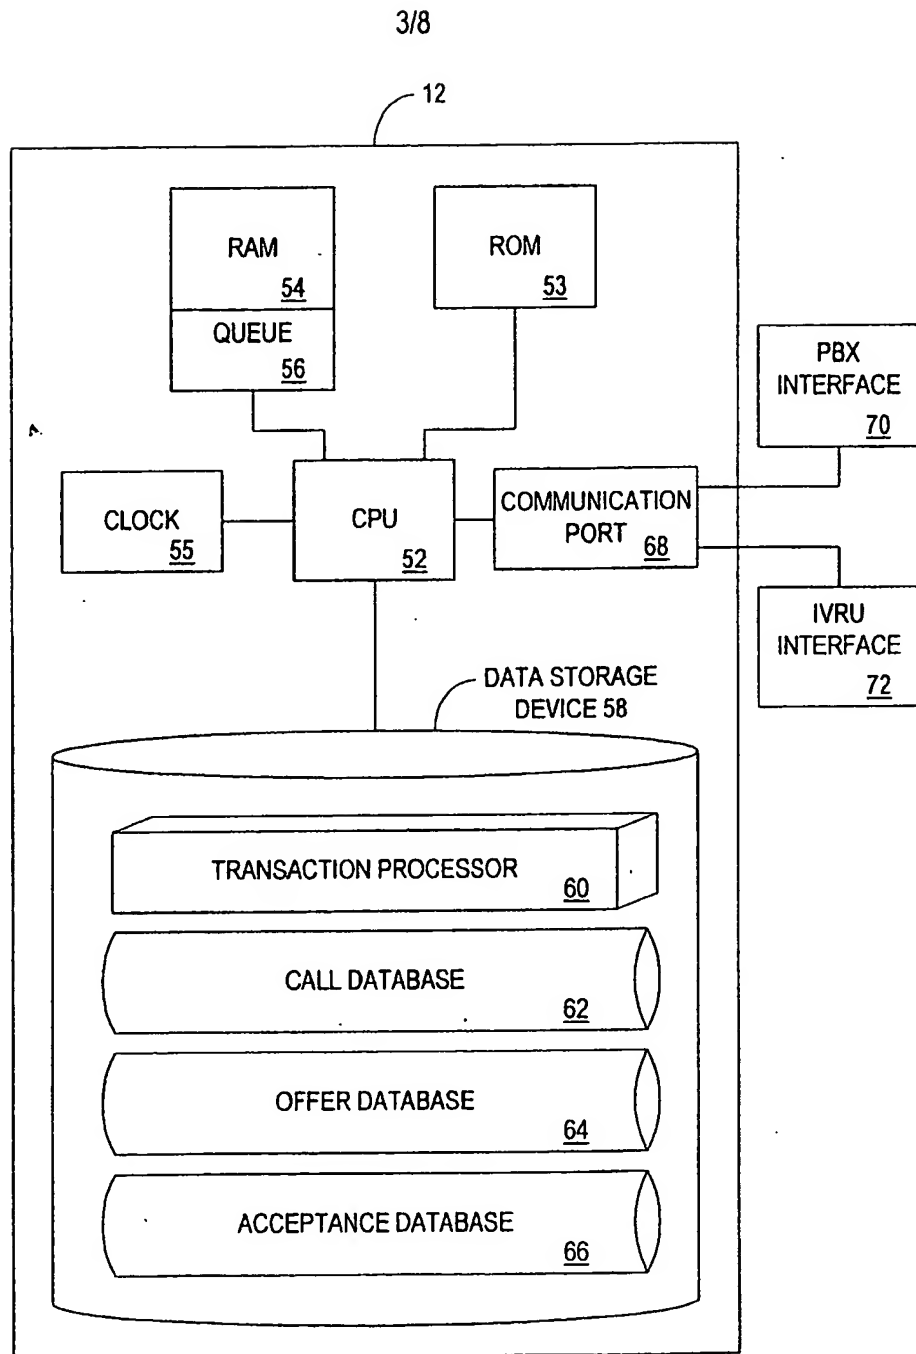 3/8
12
RAM
54
QUEUE
56
ROM
53
PBX
INTERFACE
70
CLOCK
55
CPU
52
COMMUNICATION
PORT
68
IVRU
INTERFACE
72
DATA STORAGE
DEVICE 58
TRANSACTION PROCESSOR
60
CALL DATABASE
62
OFFER DATABASE
64
ACCEPTANCE DATABASE
66